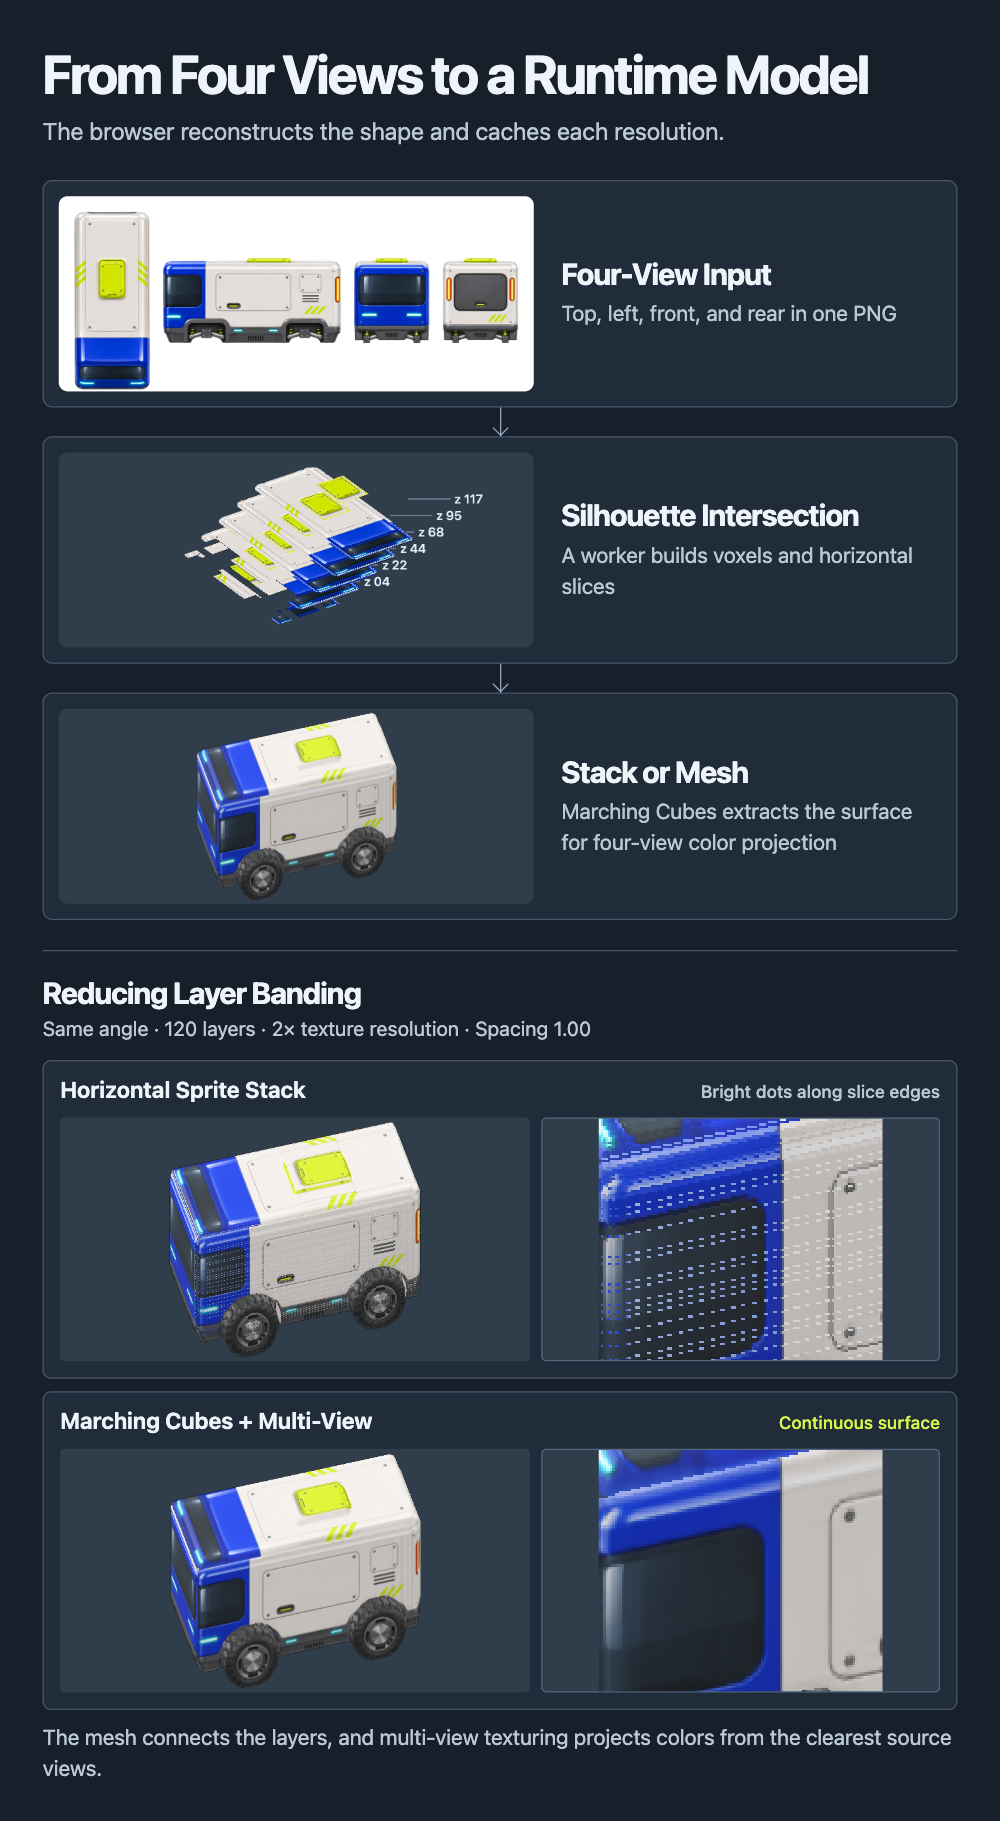 From Four Views to a Runtime Model
The browser reconstructs the shape and caches each resolution.
Four-View Input
Top, left, front, and rear in one PNG
z 117
z 95
z 68
z 44
z 22
z 04
Silhouette Intersection
A worker builds voxels and horizontal
slices
Stack or Mesh
Marching Cubes extracts the surface
for four-view color projection
Reducing Layer Banding
Same angle · 120 layers · 2× texture resolution · Spacing 1.00
Horizontal Sprite Stack
Bright dots along slice edges
Marching Cubes + Multi-View
Continuous surface
The mesh connects the layers, and multi-view texturing projects colors from the clearest source
views.